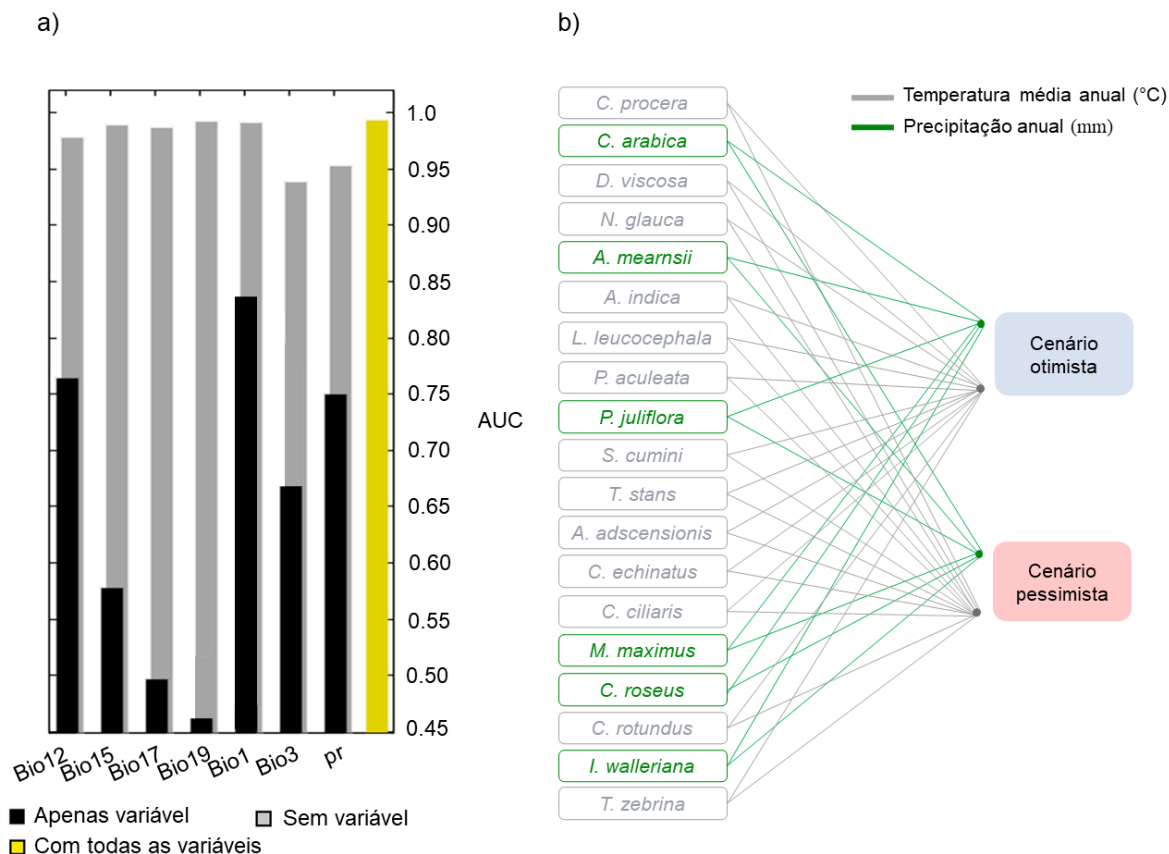 a)
1.0
0.95
0.90
0.85
0.80
0.75
0.70
0.65
0.60
0.55
0.50
0.45
AUC
Bio12
Bio15
Bio17
Bio19
Bio1
Bio3
pr
Apenas variável
Sem variável
Com todas as variáveis
b)
C. procera
C. arabica
D. viscosa
N. glauca
A. mearnsii
A. indica
L. leucocephala
P. aculeata
P. juliflora
S. cumini
T. stans
A. adscensionis
C. echinatus
C. ciliaris
M. maximus
C. roseus
C. rotundus
I. walleriana
T. zebrina
Temperatura média anual (°C)
Precipitação anual (mm)
Cenário
otimista
Cenário
pessimista